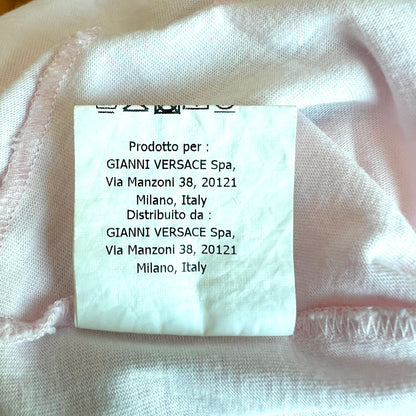 Prodotto per :
GIANNI VERSACE Spa,
Via Manzoni 38, 20121
Milano, Italy
Distribuito da :
GIANNI VERSACE Spa,
Via Manzoni 38, 20121
Milano, Italy